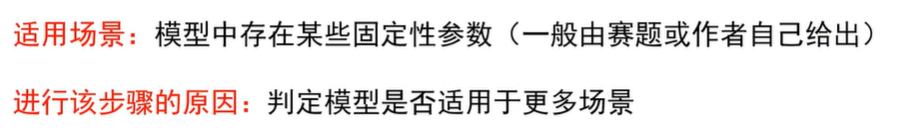 适用场景：模型中存在某些固定性参数（一般由赛题或作者自己给出）
进行该步骤的原因：判定模型是否适用于更多场景